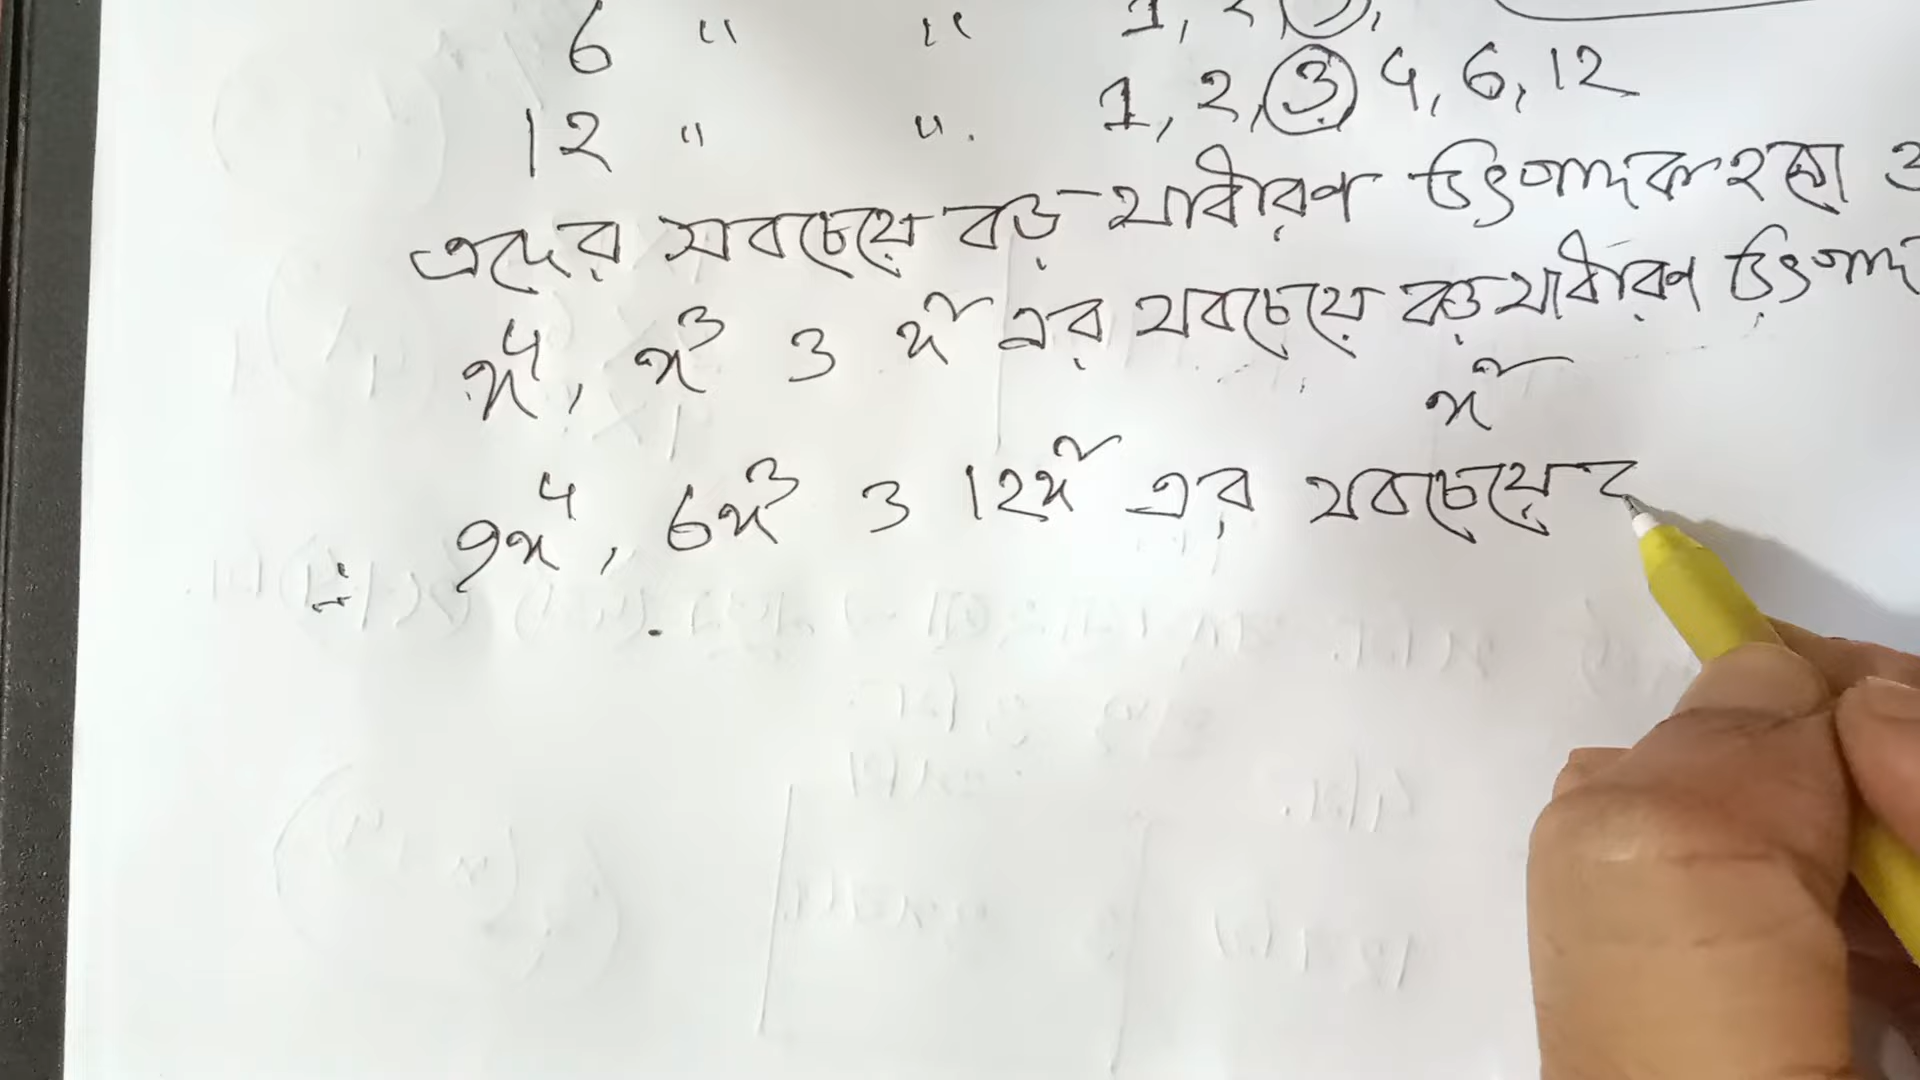 6 " " 1, 2, 3,
12 " ". 1, 2, 3 4, 6, 12
এদের সবচেয়ে বড় সাধারণ উৎপাদক হলো 3
x⁴, x³ ও x² এর সবচেয়ে বড় সাধারণ উৎপাদ
x²
∴ 9x⁴, 6x³ ও 12x² এর সবচেয়ে